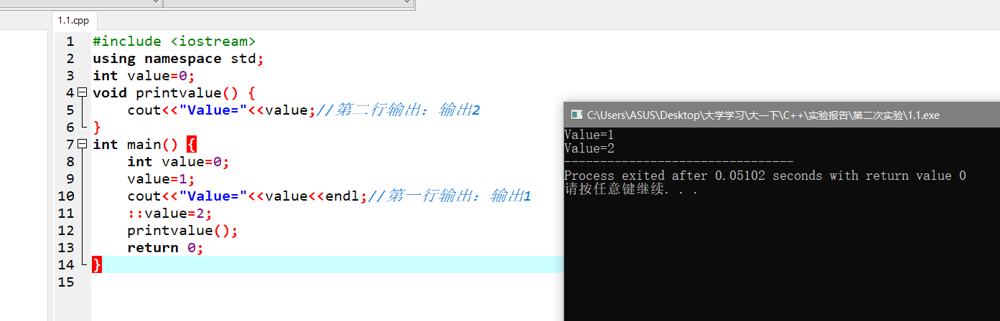 1.1.cpp
1 #include <iostream>
2 using namespace std;
3 int value=0;
4 void printvalue() {
5 cout<<"Value="<<value;//第二行输出：输出2
6 }
7 int main() {
8 int value=0;
9 value=1;
10 cout<<"Value="<<value<<endl;//第一行输出：输出1
11 ::value=2;
12 printvalue();
13 return 0;
14 }
15
C:\Users\ASUS\Desktop\大学学习\大一下\C++\实验报告\第二次实验\1.1.exe
Value=1
Value=2
--------------------------------
Process exited after 0.05102 seconds with return value 0
请按任意键继续. . .